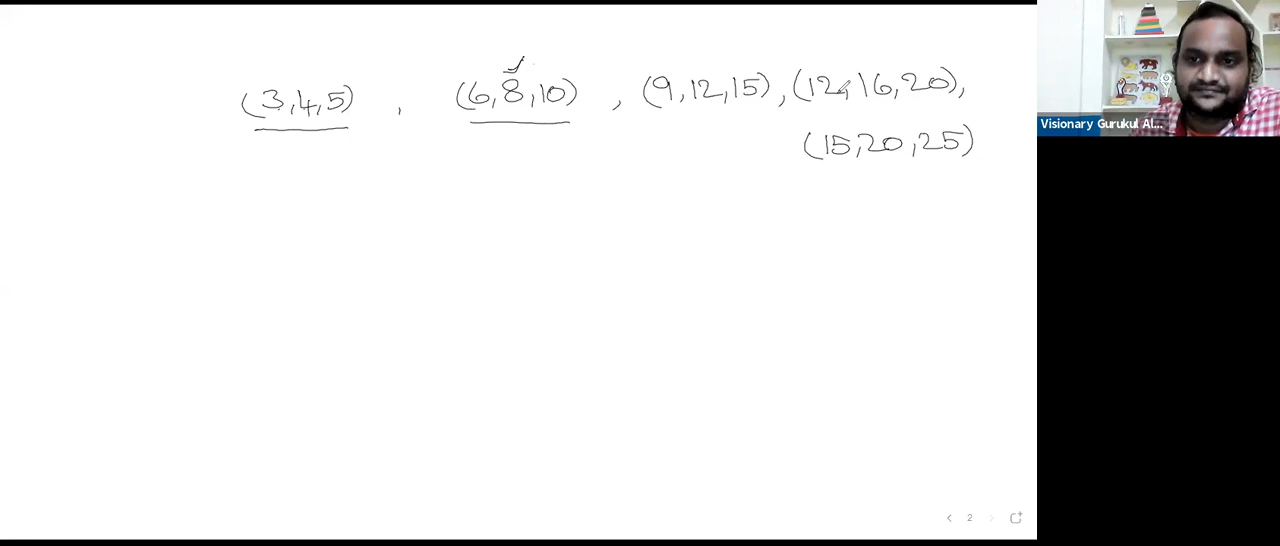 (3,4,5) , (6,8,10) , (9,12,15) , (12,16,20),
(15,20,25)
Visionary Gurukul Al...
2